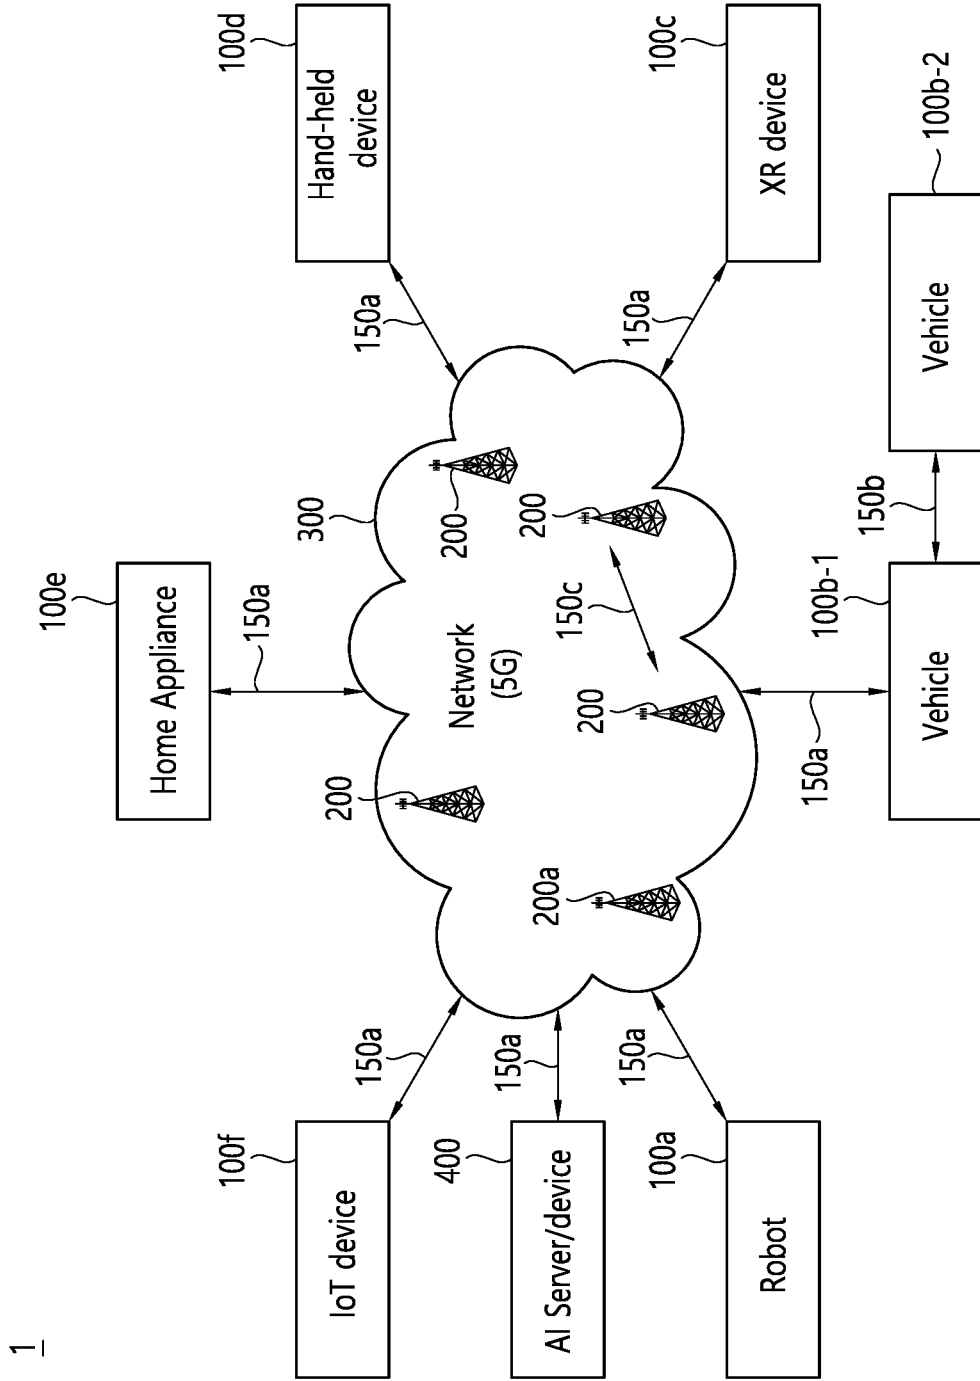 1
100e
Home Appliance
150a
100f
100d
300
IoT device
200
Hand-held
device
150a
150a
400
200
Network
(5G)
150a
200a
200
AI Server/device
150c
200
150a
150a
100a
100c
Robot
XR device
150a
100b-1
150b
100b-2
Vehicle
Vehicle